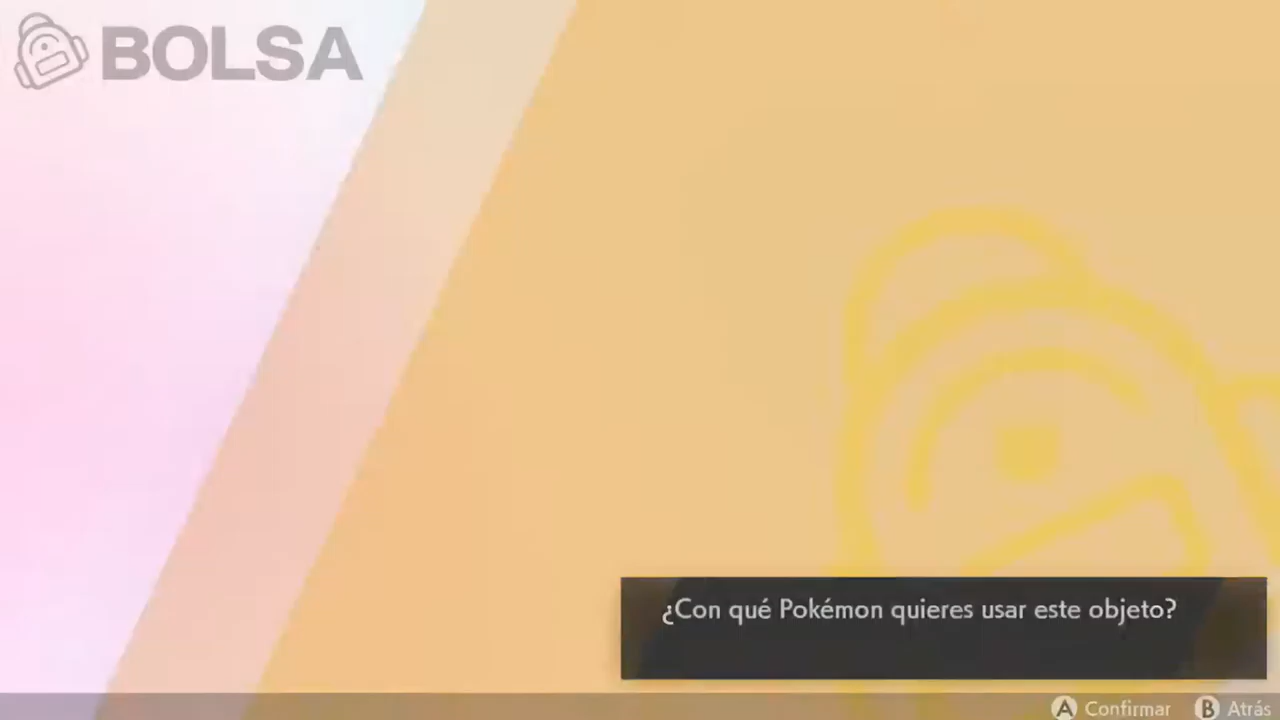 BOLSA
¿Con qué Pokémon quieres usar este objeto?
A Confirmar B Atrás